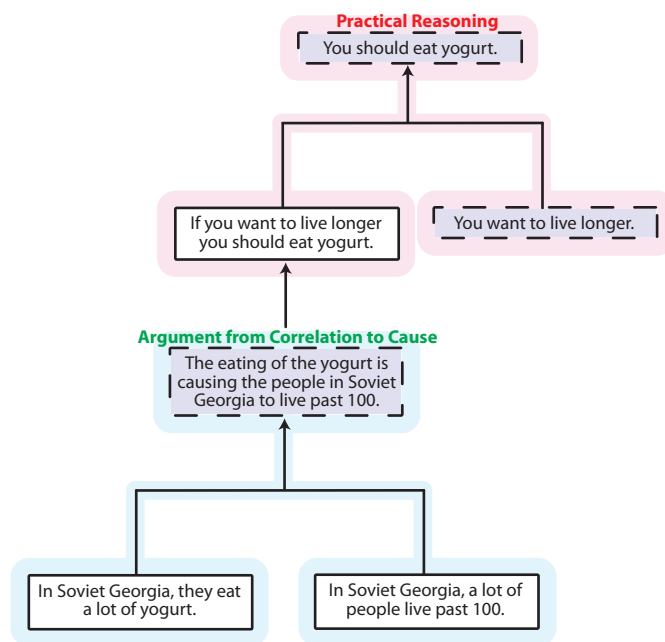 Practical Reasoning
You should eat yogurt.
If you want to live longer
you should eat yogurt.
You want to live longer.
Argument from Correlation to Cause
The eating of the yogurt is
causing the people in Soviet
Georgia to live past 100.
In Soviet Georgia, they eat
a lot of yogurt.
In Soviet Georgia, a lot of
people live past 100.